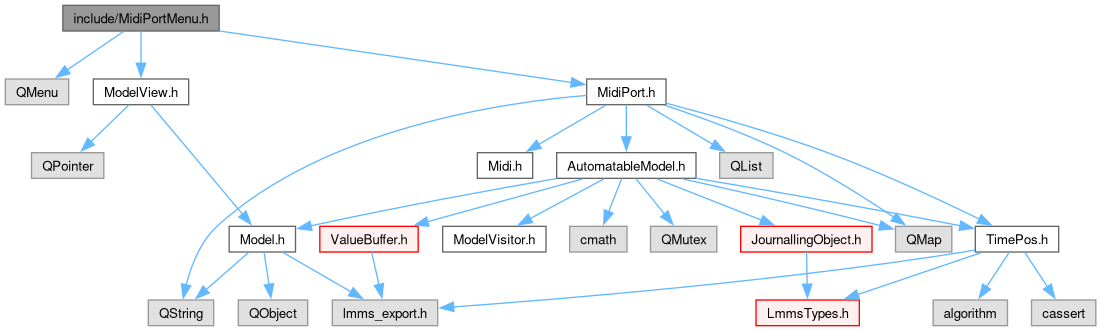 include/MidiPortMenu.h
QMenu
ModelView.h
MidiPort.h
QPointer
Midi.h
AutomatableModel.h
QList
Model.h
ValueBuffer.h
ModelVisitor.h
cmath
QMutex
JournallingObject.h
QMap
TimePos.h
QString
QObject
lmms_export.h
LmmsTypes.h
algorithm
cassert